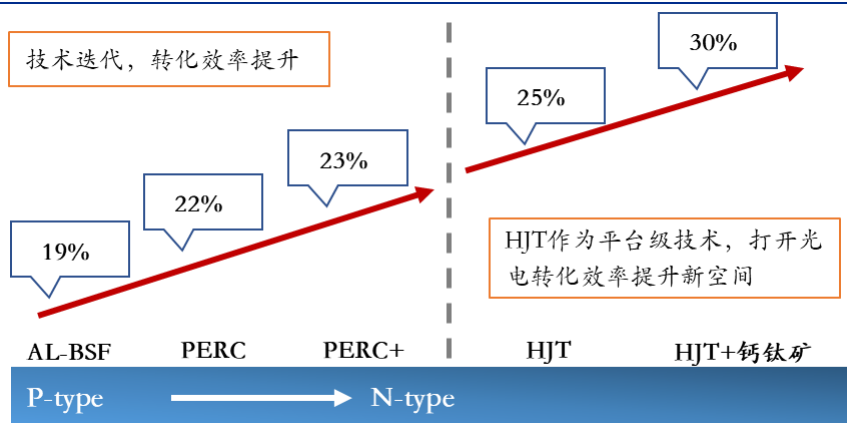 技术迭代，转化效率提升
30%
25%
23%
22%
19%
HJT作为平台级技术，打开光
电转化效率提升新空间
AL-BSF PERC PERC+ HJT HJT+钙钛矿
P-type N-type